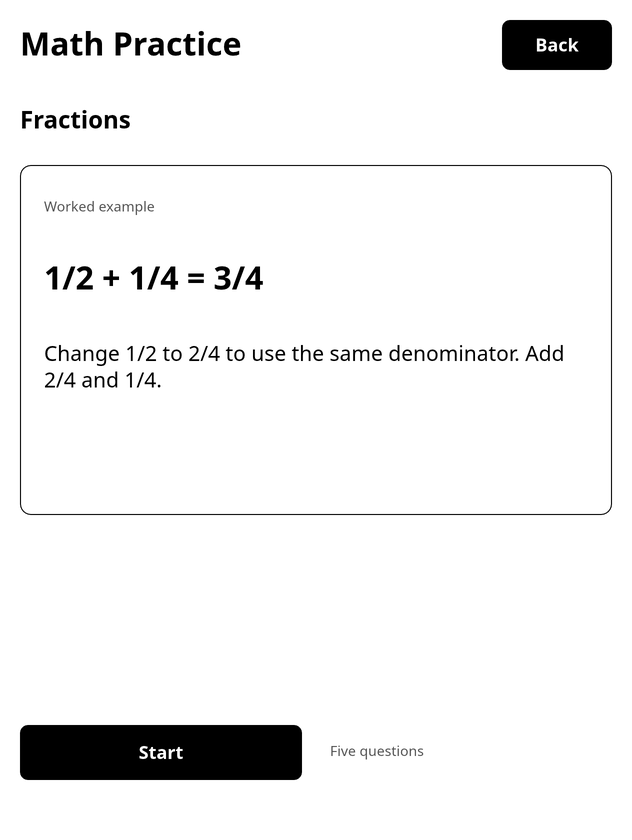 Math Practice
Back
Fractions
Worked example
1/2 + 1/4 = 3/4
Change 1/2 to 2/4 to use the same denominator. Add
2/4 and 1/4.
Start
Five questions